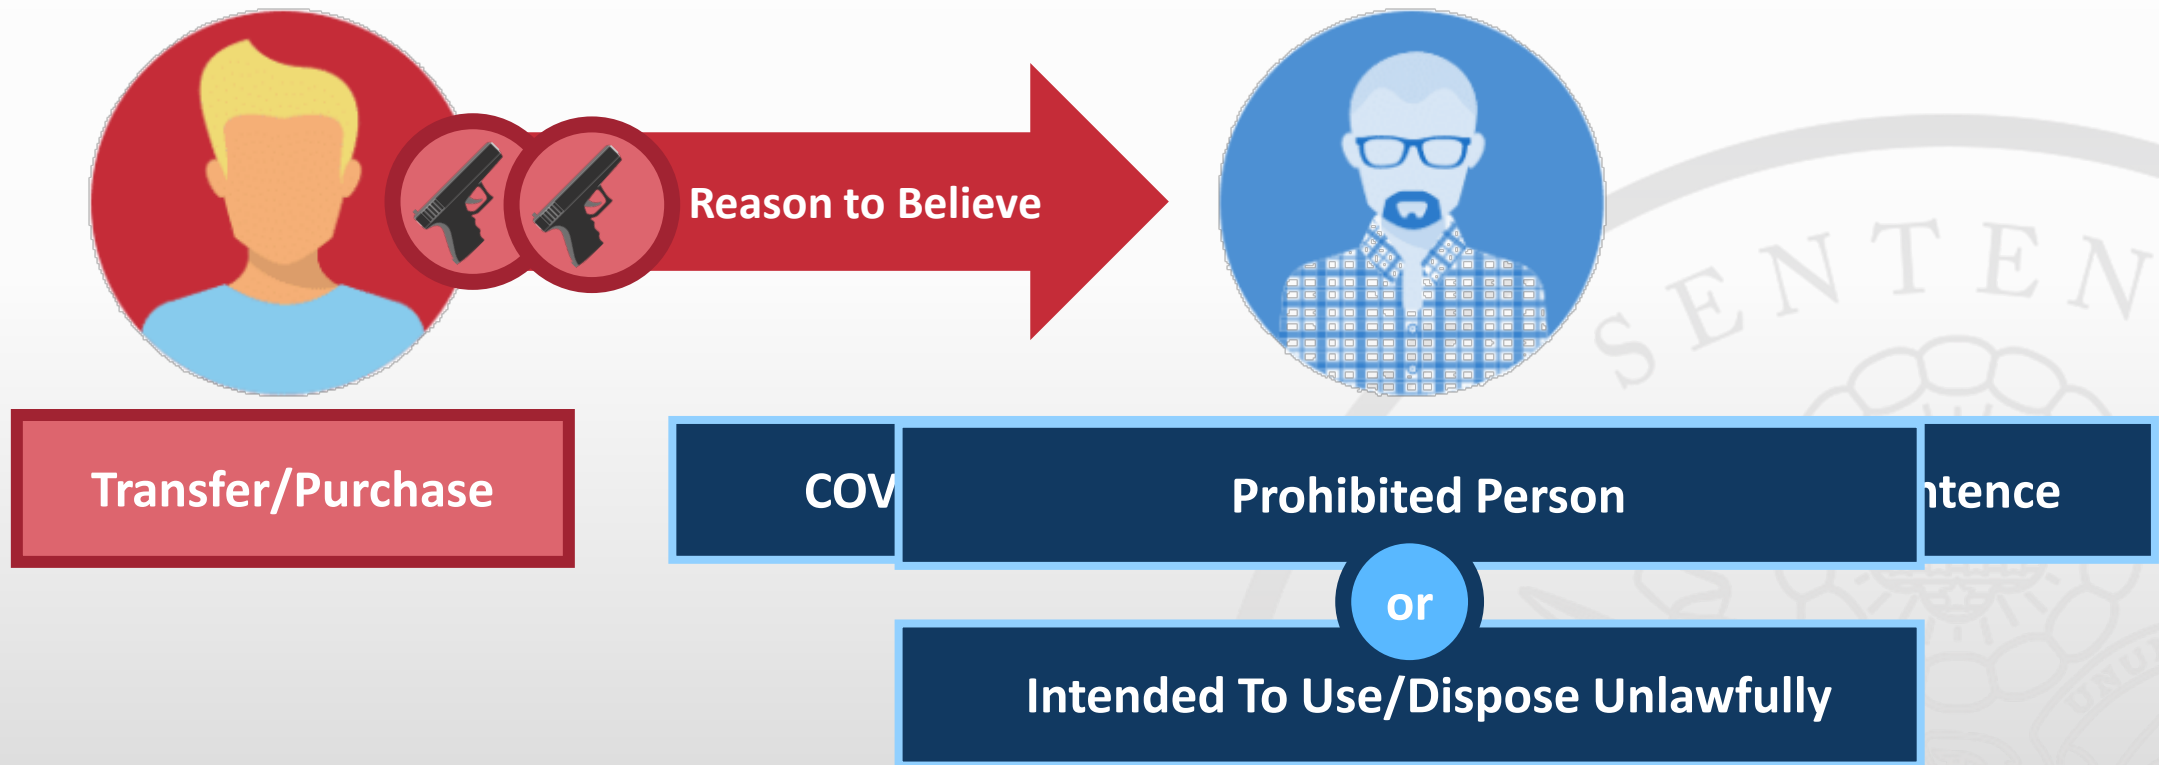 Reason to Believe
SENTEN
Transfer/Purchase
COV
Prohibited Person
ntence
or
Intended To Use/Dispose Unlawfully